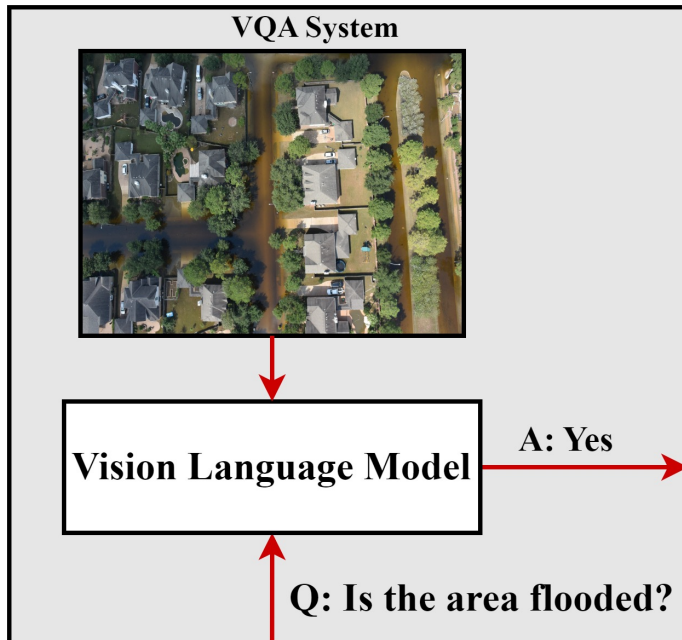 VQA System
Vision Language Model
A: Yes
Q: Is the area flooded?